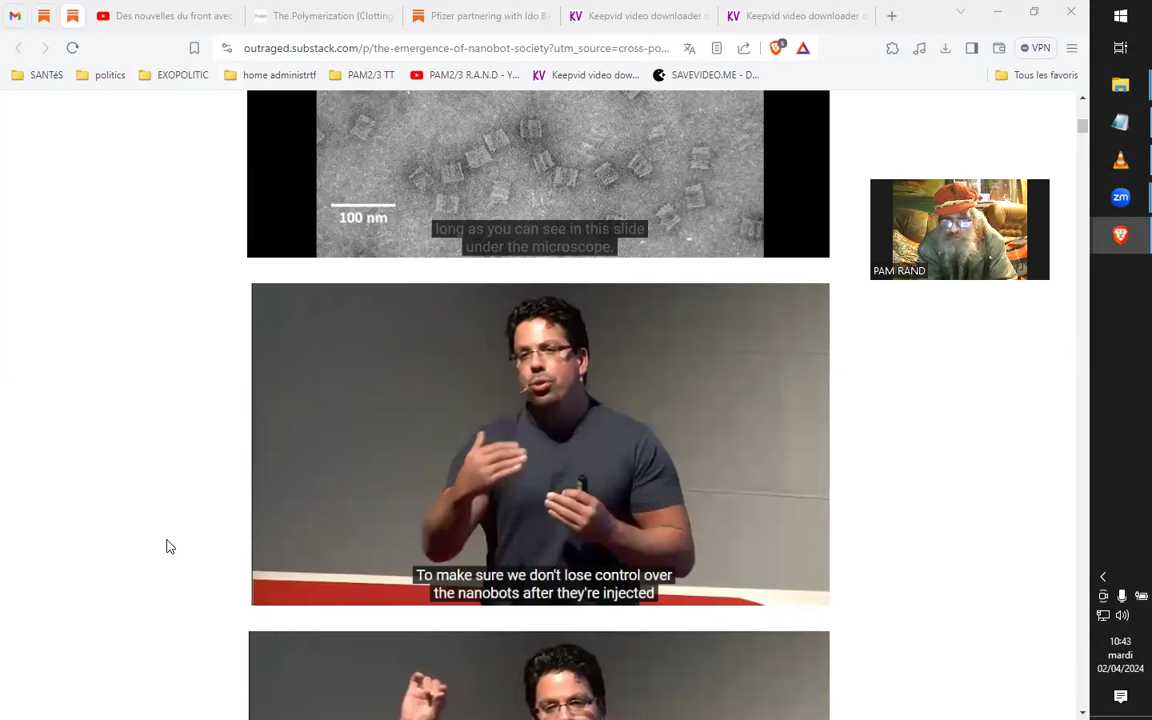 Des nouvelles du front avec
The Polymerization (Clotting
Pfizer partnering with Ido Ba
Keepvid video downloader o
Keepvid video downloader o
outraged.substack.com/p/the-emergence-of-nanobot-society?utm_source=cross-po...
VPN
SANTéS
politics
EXOPOLITIC
home administrtf
PAM2/3 TT
PAM2/3 R.A.N.D - Y...
Keepvid video dow...
SAVEVIDEO.ME - D...
Tous les favoris
100 nm
long as you can see in this slide
under the microscope.
PAM RAND
To make sure we don't lose control over
the nanobots after they're injected
zm
10:43
mardi
02/04/2024